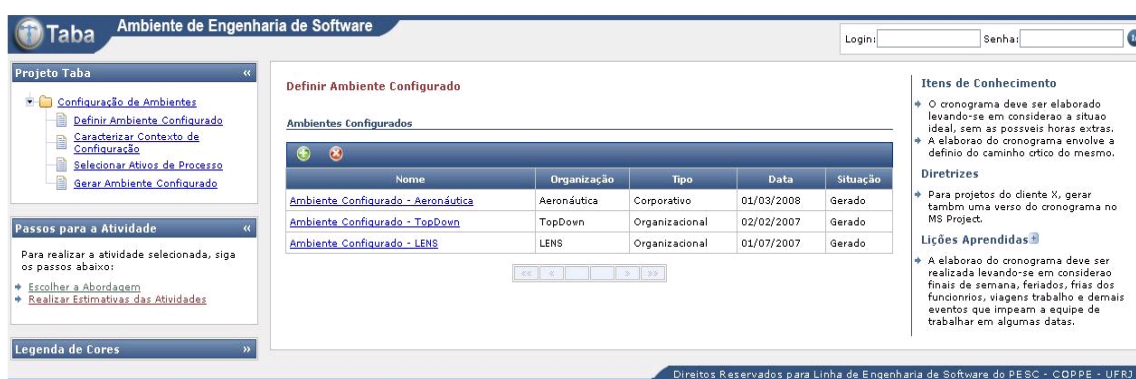 Taba
Ambiente de Engenharia de Software
Login:
Senha:
Projeto Taba «
Configuração de Ambientes
Definir Ambiente Configurado
Caracterizar Contexto de
Configuração
Selecionar Ativos de Processo
Gerar Ambiente Configurado
Passos para a Atividade «
Para realizar a atividade selecionada, siga
os passos abaixo:
Escolher a Abordagem
Realizar Estimativas das Atividades
Legenda de Cores »
Definir Ambiente Configurado
Ambientes Configurados
Nome Organização Tipo Data Situação
Ambiente Configurado - Aeronáutica Aeronáutica Corporativo 01/03/2008 Gerado
Ambiente Configurado - TopDown TopDown Organizacional 02/02/2007 Gerado
Ambiente Configurado - LENS LENS Organizacional 01/07/2007 Gerado
<< < > >>
Itens de Conhecimento
O cronograma deve ser elaborado
levando-se em considerao a situao
ideal, sem as possveis horas extras.
A elaborao do cronograma envolve a
definio do caminho crtico do mesmo.
Diretrizes
Para projetos do cliente X, gerar
tambm uma verso do cronograma no
MS Project.
Lições Aprendidas
A elaborao do cronograma deve ser
realizada levando-se em considerao
finais de semana, feriados, frias dos
funcionrios, viagens trabalho e demais
eventos que impeam a equipe de
trabalhar em algumas datas.
Direitos Reservados para Linha de Engenharia de Software do PESC - COPPE - UFRJ